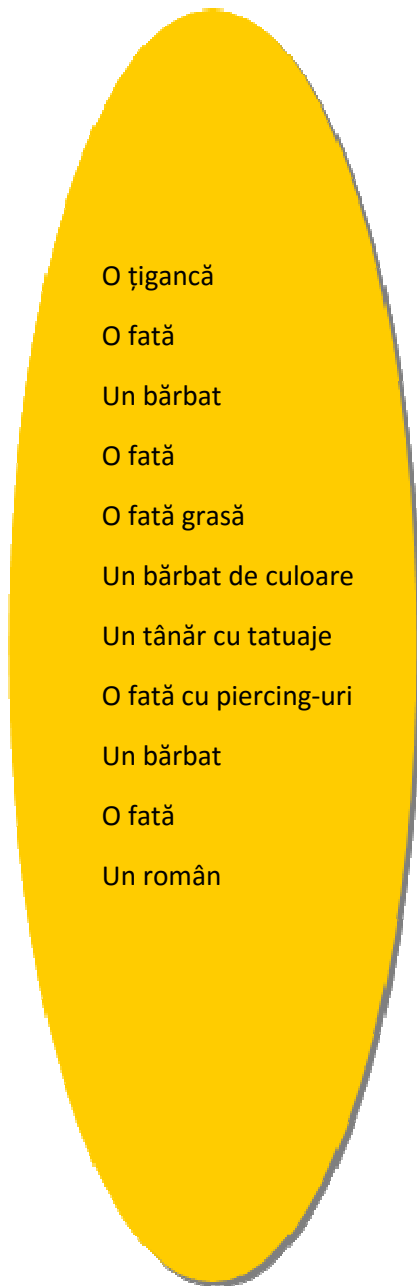 O țigancă
O fată
Un bărbat
O fată
O fată grasă
Un bărbat de culoare
Un tânăr cu tatuaje
O fată cu piercing-uri
Un bărbat
O fată
Un român